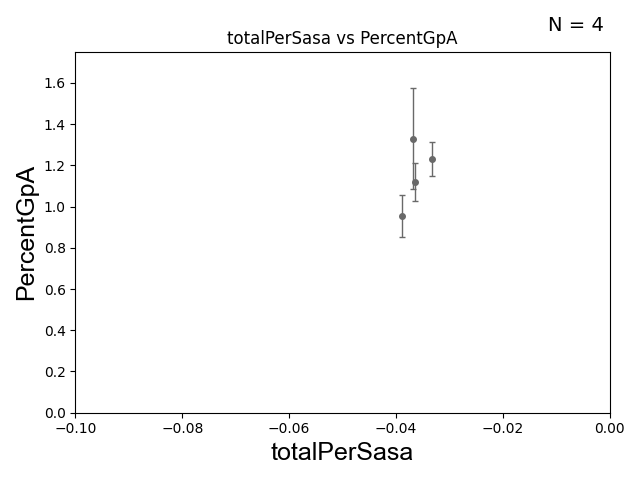 N = 4
totalPerSasa vs PercentGpA
PercentGpA
1.6
1.4
1.2
1.0
0.8
0.6
0.4
0.2
0.0
−0.10 −0.08 −0.06 −0.04 −0.02 0.00
totalPerSasa